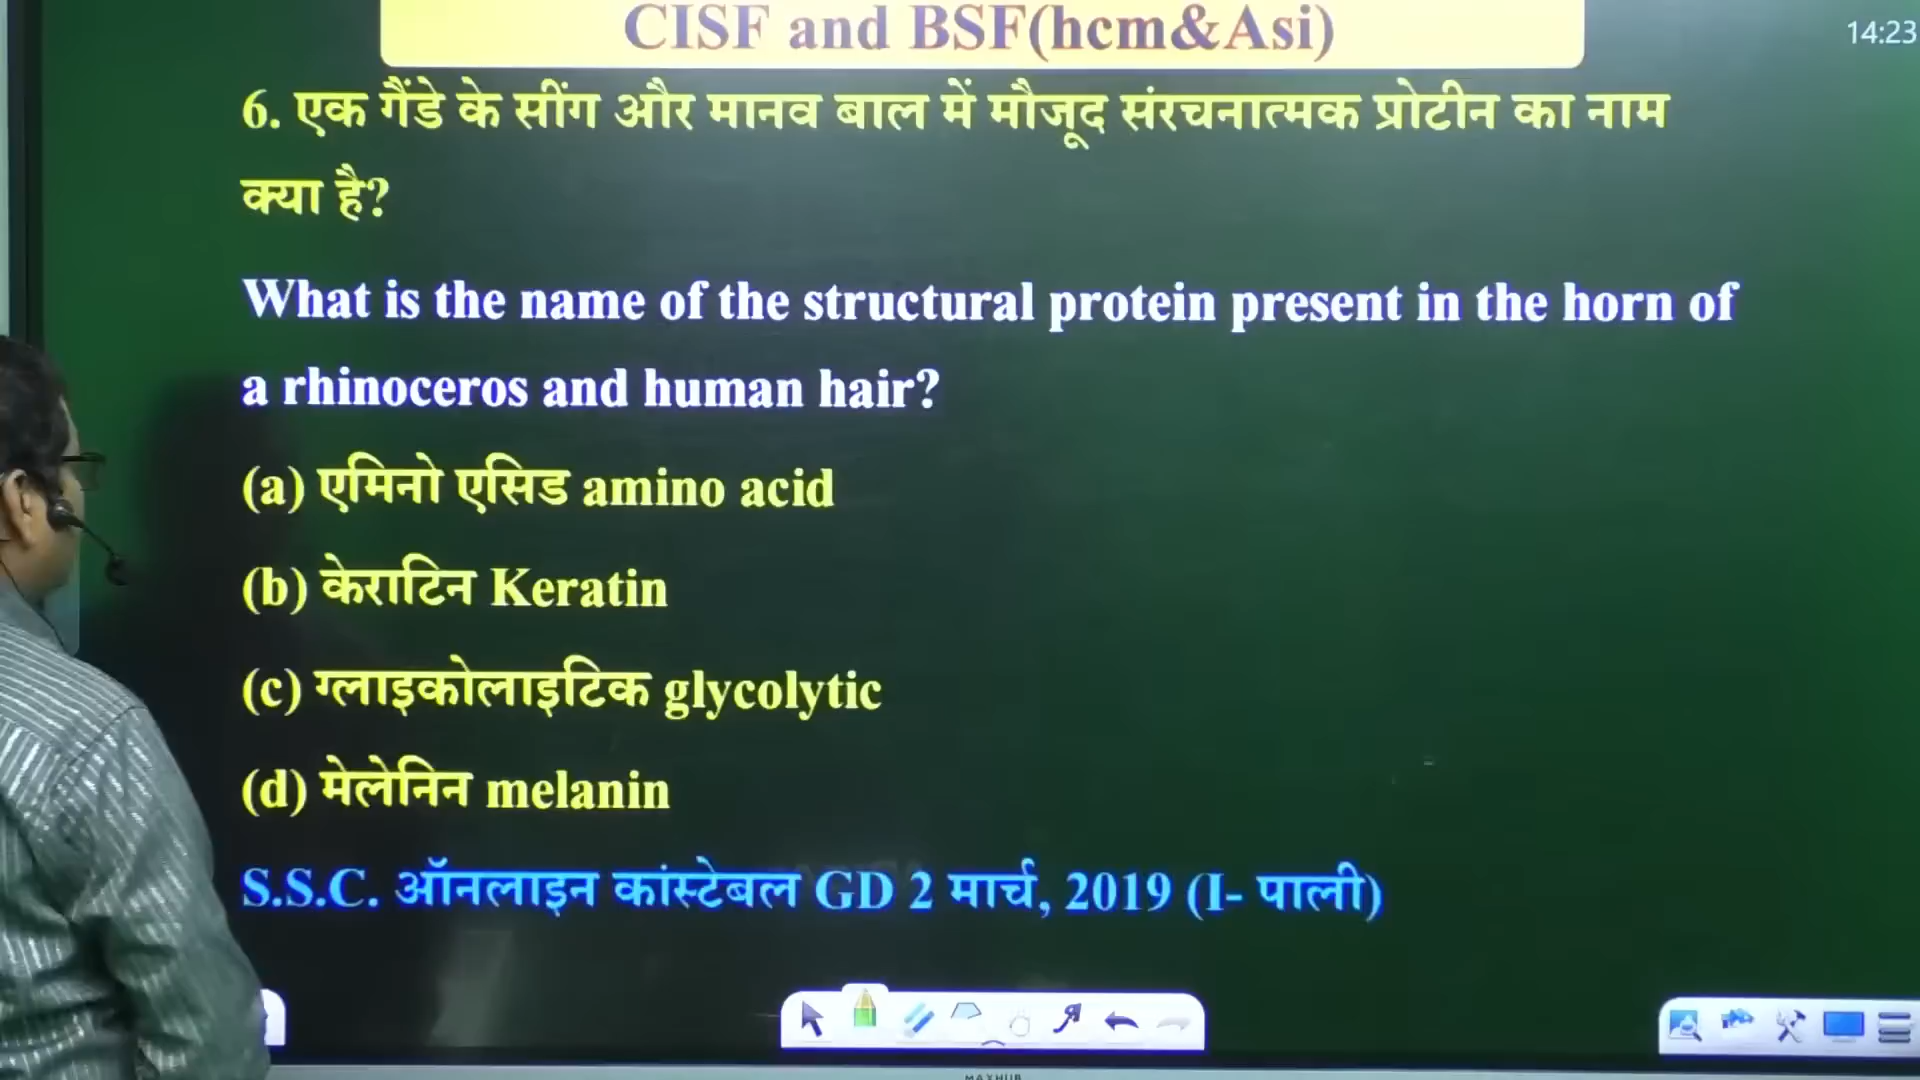 CISF and BSF(hcm&Asi)
14:23
6. एक गैंडे के सींग और मानव बाल में मौजूद संरचनात्मक प्रोटीन का नाम
क्या है?
What is the name of the structural protein present in the horn of
a rhinoceros and human hair?
(a) एमिनो एसिड amino acid
(b) केराटिन Keratin
(c) ग्लाइकोलाइटिक glycolytic
(d) मेलेनिन melanin
S.S.C. ऑनलाइन कांस्टेबल GD 2 मार्च, 2019 (I- पाली)
MAXHUB